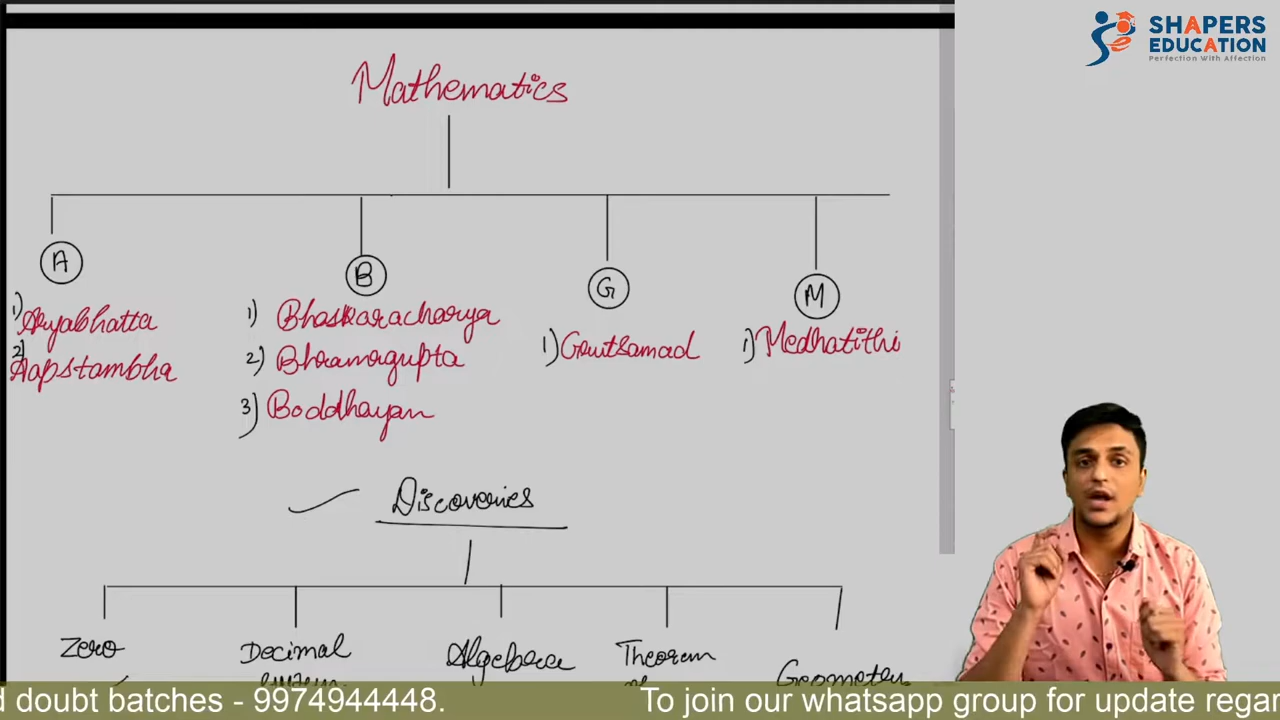 SHAPERS
EDUCATION
Perfection With Affection
Mathematics
A
B
G
M
1) Aryabhatta
2) Aapstambha
1) Bhaskaracharya
2) Bhramagupta
3) Boddhayan
1) Grutsamad
1) Medhatithi
Discoveries
Zero
Decimal
Algebra
Theorem
Geometry
d doubt batches - 9974944448.
To join our whatsapp group for update regar